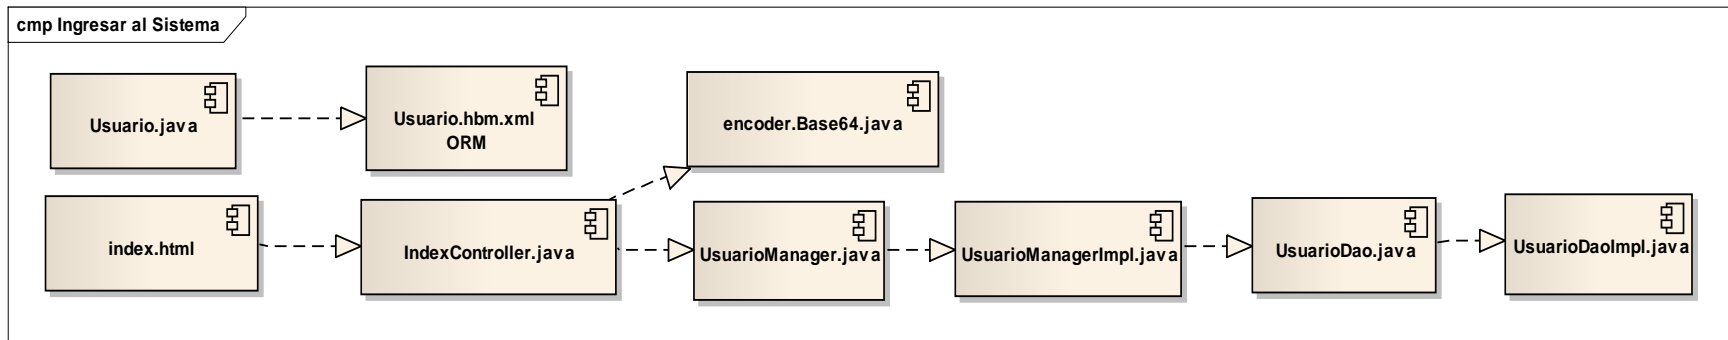 cmp Ingresar al Sistema
Usuario.java
Usuario.hbm.xml
ORM
encoder.Base64.java
index.html
IndexController.java
UsuarioManager.java
UsuarioManagerImpl.java
UsuarioDao.java
UsuarioDaoImpl.java